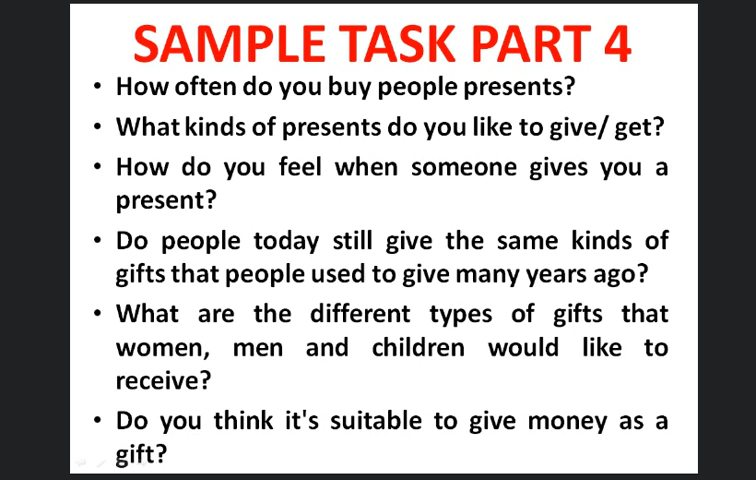 SAMPLE TASK PART 4
• How often do you buy people presents?
• What kinds of presents do you like to give/ get?
• How do you feel when someone gives you a
present?
• Do people today still give the same kinds of
gifts that people used to give many years ago?
• What are the different types of gifts that
women, men and children would like to
receive?
• Do you think it's suitable to give money as a
gift?